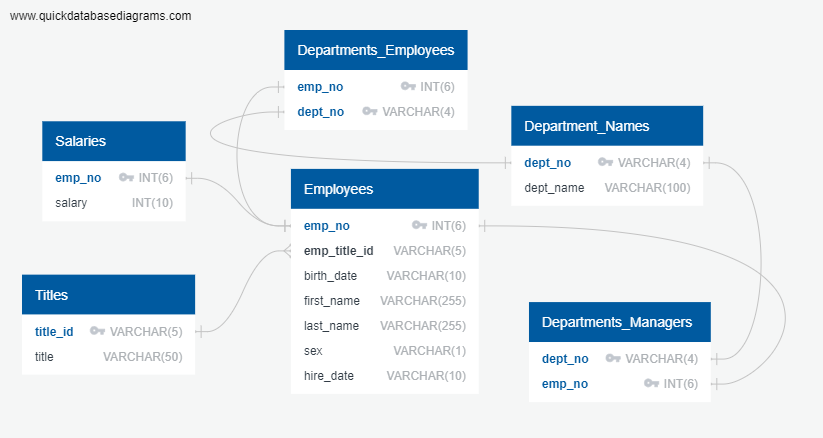 www.quickdatabasediagrams.com
Departments_Employees
emp_no INT(6)
dept_no VARCHAR(4)
Department_Names
dept_no VARCHAR(4)
dept_name VARCHAR(100)
Salaries
emp_no INT(6)
salary INT(10)
Employees
emp_no INT(6)
emp_title_id VARCHAR(5)
birth_date VARCHAR(10)
first_name VARCHAR(255)
last_name VARCHAR(255)
sex VARCHAR(1)
hire_date VARCHAR(10)
Titles
title_id VARCHAR(5)
title VARCHAR(50)
Departments_Managers
dept_no VARCHAR(4)
emp_no INT(6)